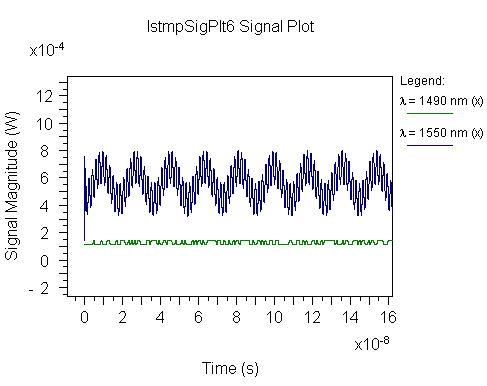 lstmpSigPlt6 Signal Plot
x10-4
Legend:
λ = 1490 nm (x)
λ = 1550 nm (x)
12
10
8
6
4
2
0
- 2
Signal Magnitude (W)
0 2 4 6 8 10 12 14 16
x10-8
Time (s)